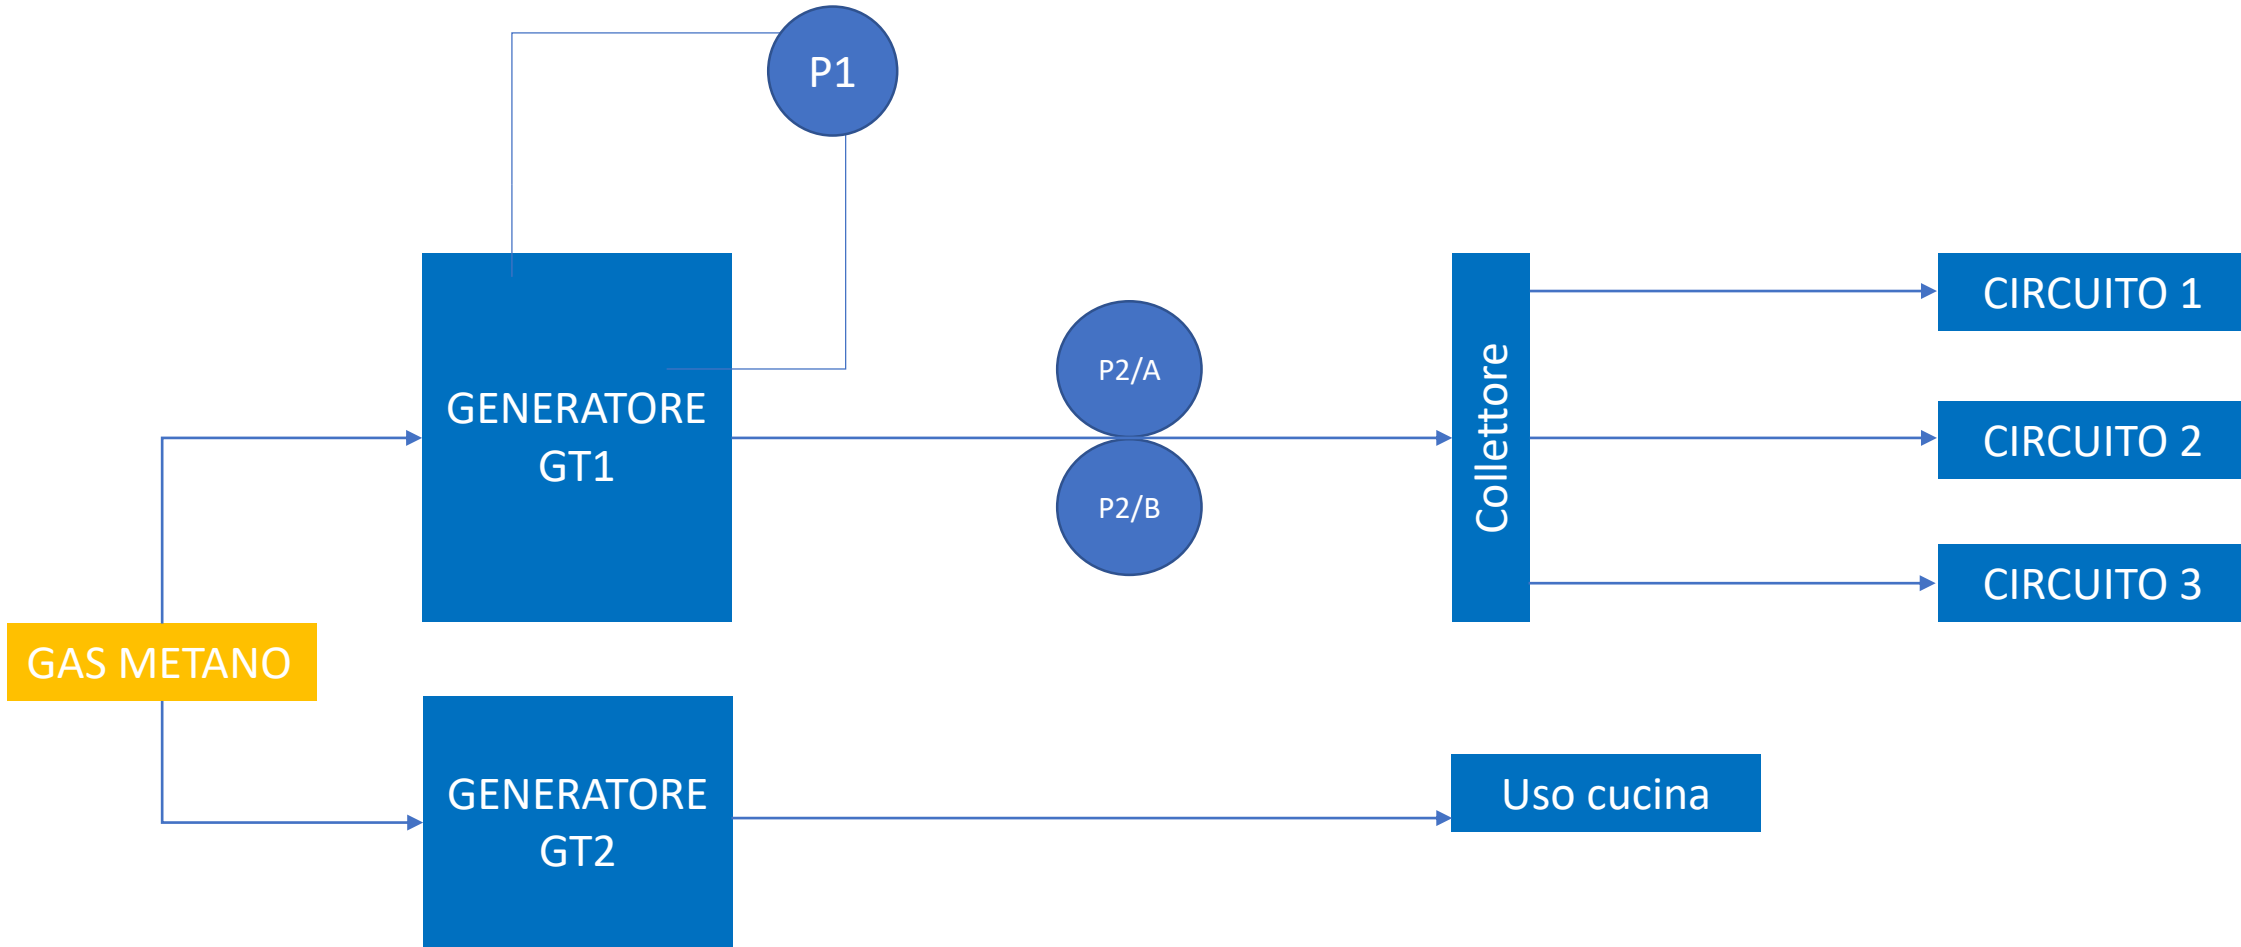 P1
GENERATORE
GT1
P2/A
P2/B
Collettore
CIRCUITO 1
CIRCUITO 2
CIRCUITO 3
GAS METANO
GENERATORE
GT2
Uso cucina